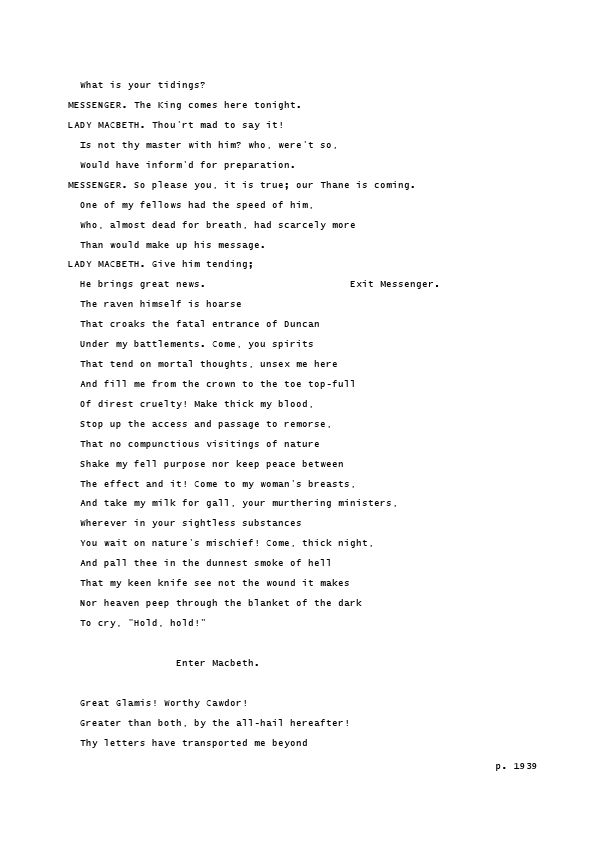 What is your tidings?
MESSENGER. The King comes here tonight.
LADY MACBETH. Thou'rt mad to say it!
Is not thy master with him? who, were't so,
Would have inform'd for preparation.
MESSENGER. So please you, it is true; our Thane is coming.
One of my fellows had the speed of him,
Who, almost dead for breath, had scarcely more
Than would make up his message.
LADY MACBETH. Give him tending;
He brings great news. Exit Messenger.
The raven himself is hoarse
That croaks the fatal entrance of Duncan
Under my battlements. Come, you spirits
That tend on mortal thoughts, unsex me here
And fill me from the crown to the toe top-full
Of direst cruelty! Make thick my blood,
Stop up the access and passage to remorse,
That no compunctious visitings of nature
Shake my fell purpose nor keep peace between
The effect and it! Come to my woman's breasts,
And take my milk for gall, your murthering ministers,
Wherever in your sightless substances
You wait on nature's mischief! Come, thick night,
And pall thee in the dunnest smoke of hell
That my keen knife see not the wound it makes
Nor heaven peep through the blanket of the dark
To cry, "Hold, hold!"
Enter Macbeth.
Great Glamis! Worthy Cawdor!
Greater than both, by the all-hail hereafter!
Thy letters have transported me beyond
p. 1939